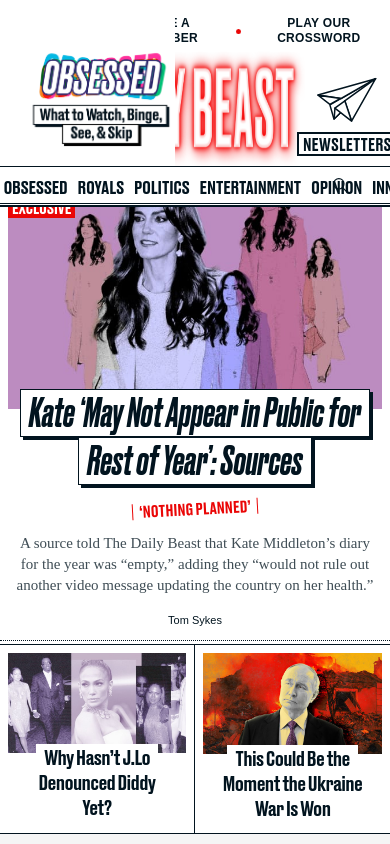 E A
BER
PLAY OUR
CROSSWORD
OBSESSED
What to Watch, Binge,
See, & Skip
Y BEAST
NEWSLETTERS
OBSESSED ROYALS POLITICS ENTERTAINMENT OPINION INN
EXCLUSIVE
Kate ‘May Not Appear in Public for
Rest of Year’: Sources
‘NOTHING PLANNED’
A source told The Daily Beast that Kate Middleton’s diary
for the year was “empty,” adding they “would not rule out
another video message updating the country on her health.”
Tom Sykes
Why Hasn’t J.Lo
Denounced Diddy
Yet?
This Could Be the
Moment the Ukraine
War Is Won